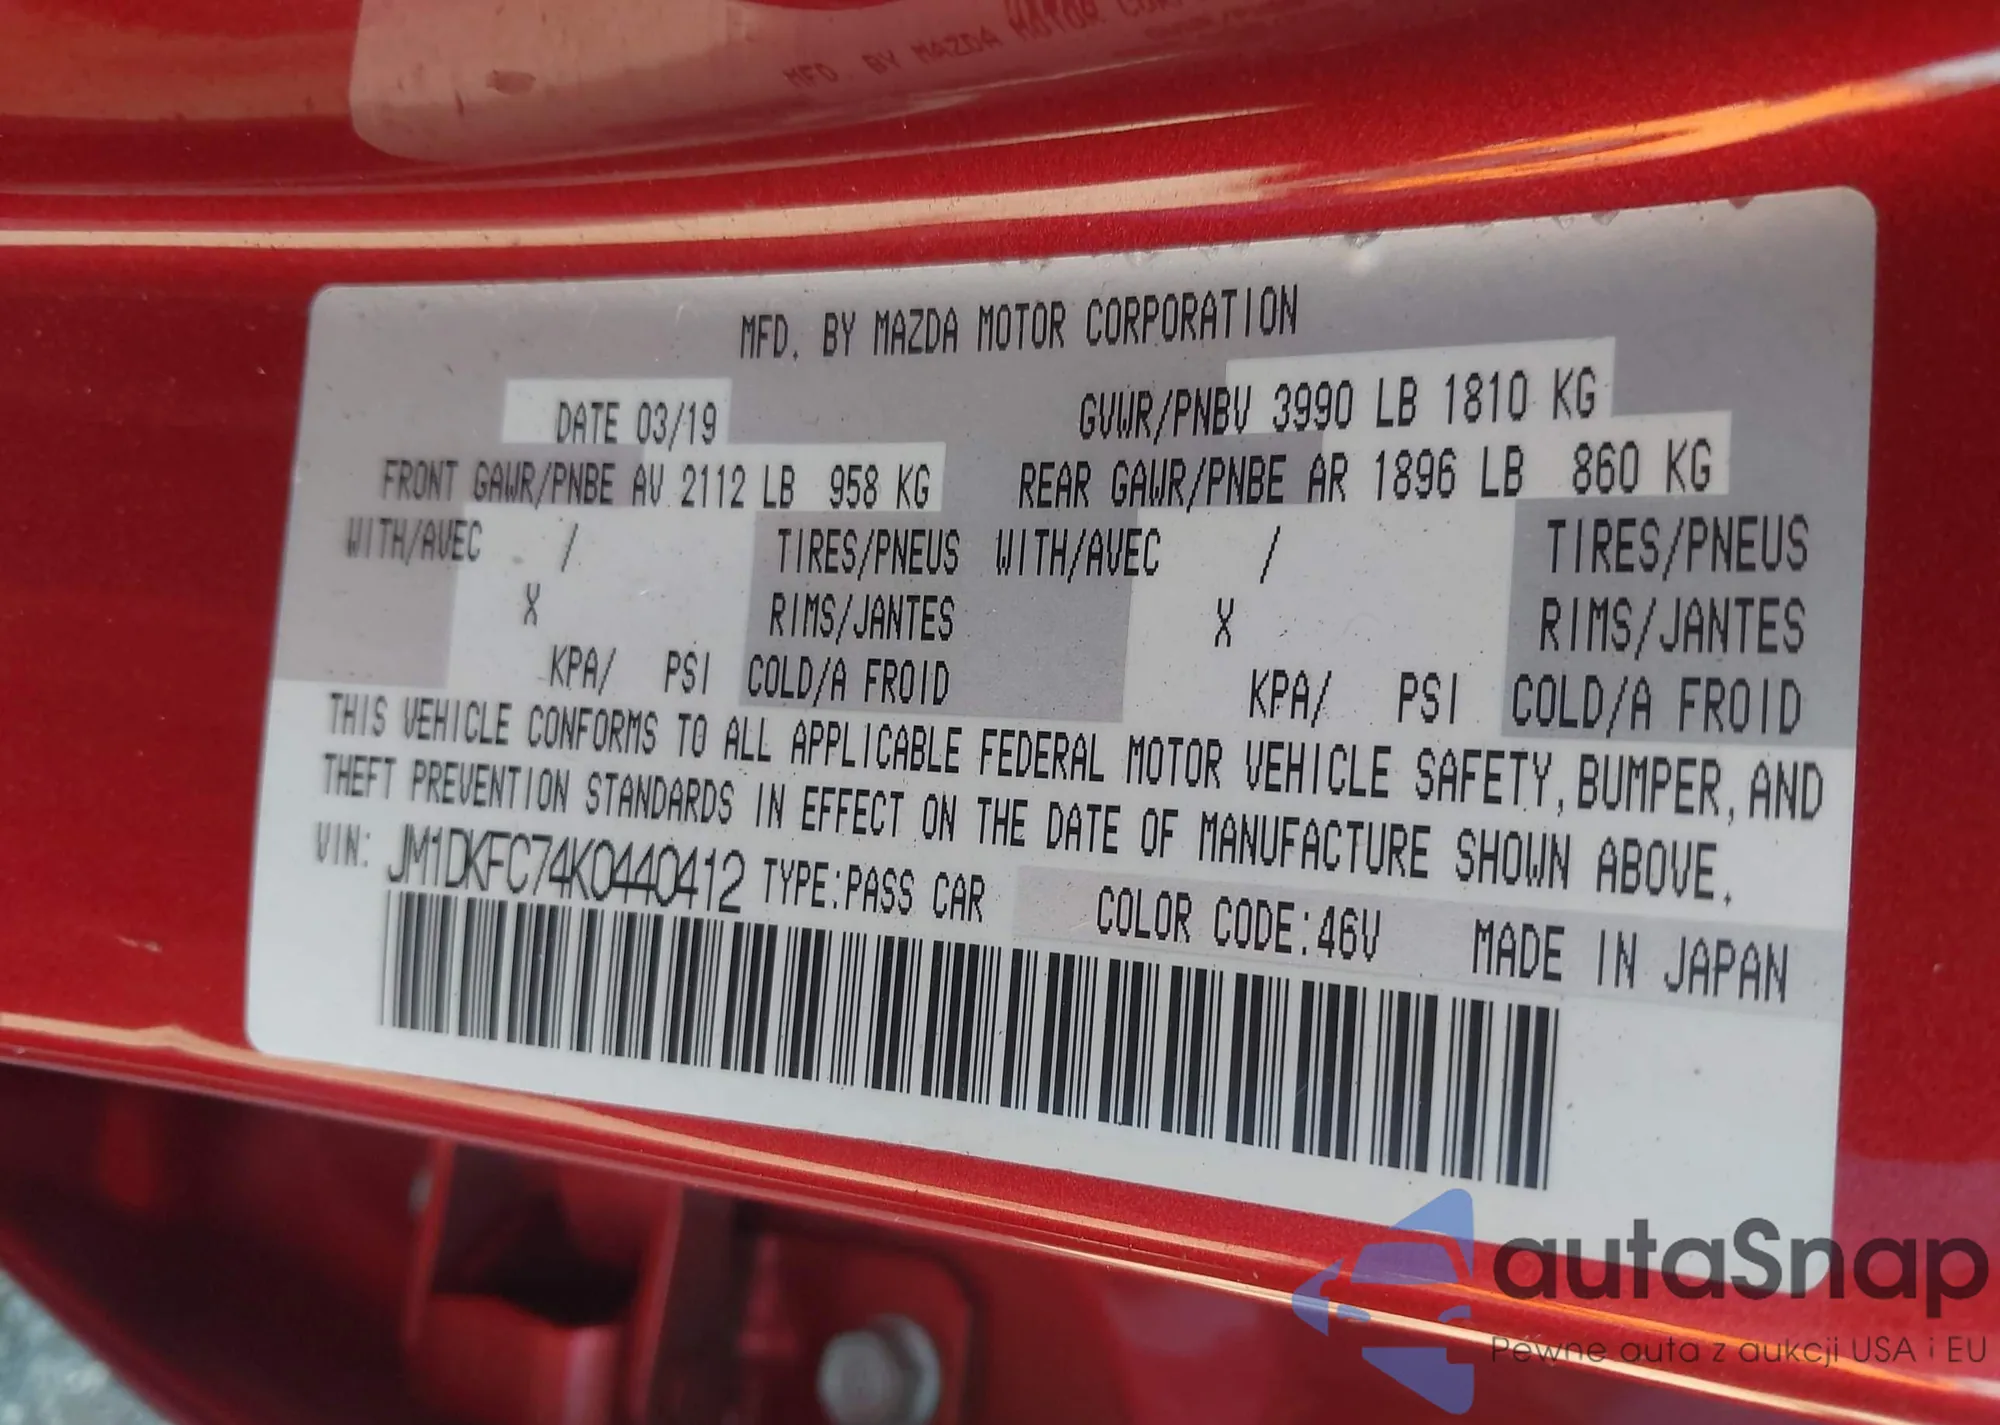 MFD. BY MAZDA MOTOR
MFD. BY MAZDA MOTOR CORPORATION
DATE 03/19 GVWR/PNBV 3990 LB 1810 KG
FRONT GAWR/PNBE AV 2112 LB 958 KG REAR GAWR/PNBE AR 1896 LB 860 KG
WITH/AVEC / TIRES/PNEUS WITH/AVEC / TIRES/PNEUS
X RIMS/JANTES X RIMS/JANTES
KPA/ PSI COLD/A FROID KPA/ PSI COLD/A FROID
THIS VEHICLE CONFORMS TO ALL APPLICABLE FEDERAL MOTOR VEHICLE SAFETY, BUMPER, AND
THEFT PREVENTION STANDARDS IN EFFECT ON THE DATE OF MANUFACTURE SHOWN ABOVE.
VIN: JM1DKFC74K0440412 TYPE:PASS CAR COLOR CODE:46V MADE IN JAPAN
autaSnap
Pewne auta z aukcji USA i EU